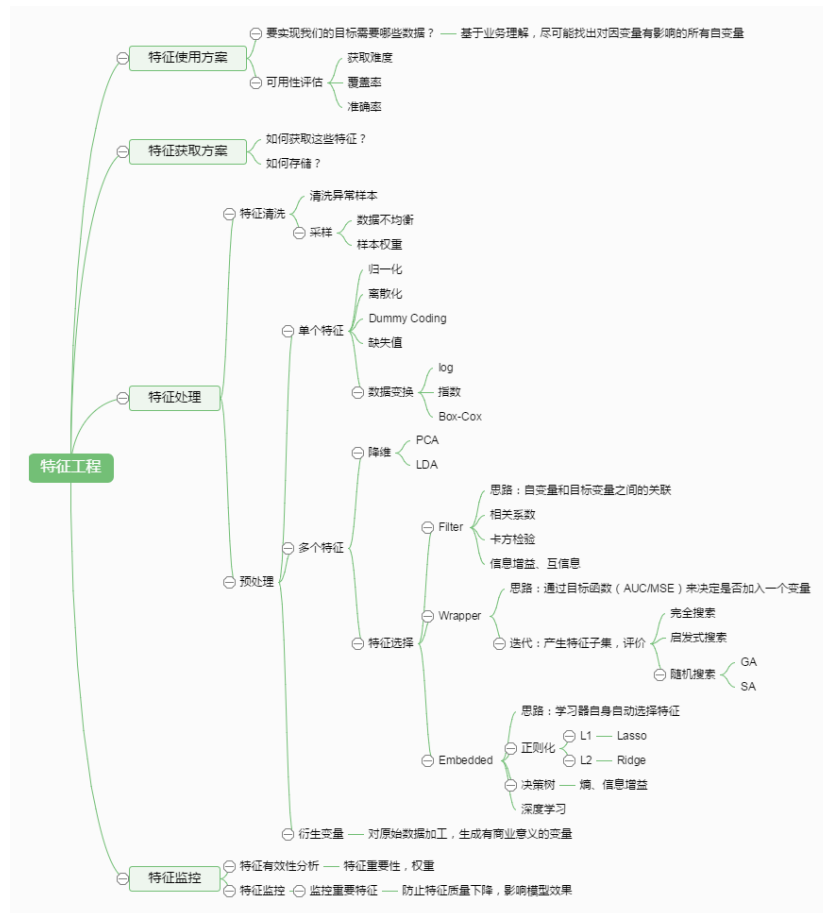 特征工程
特征使用方案
要实现我们的目标需要哪些数据？
基于业务理解，尽可能找出对因变量有影响的所有自变量
可用性评估
获取难度
覆盖率
准确率
特征获取方案
如何获取这些特征？
如何存储？
特征处理
特征清洗
清洗异常样本
采样
数据不均衡
样本权重
预处理
单个特征
归一化
离散化
Dummy Coding
缺失值
数据变换
log
指数
Box-Cox
多个特征
降维
PCA
LDA
特征选择
Filter
思路：自变量和目标变量之间的关联
相关系数
卡方检验
信息增益、互信息
Wrapper
思路：通过目标函数（AUC/MSE）来决定是否加入一个变量
迭代：产生特征子集，评价
完全搜索
启发式搜索
随机搜索
GA
SA
Embedded
思路：学习器自身自动选择特征
正则化
L1
Lasso
L2
Ridge
决策树
熵、信息增益
深度学习
衍生变量
对原始数据加工，生成有商业意义的变量
特征监控
特征有效性分析
特征重要性，权重
特征监控
监控重要特征
防止特征质量下降，影响模型效果